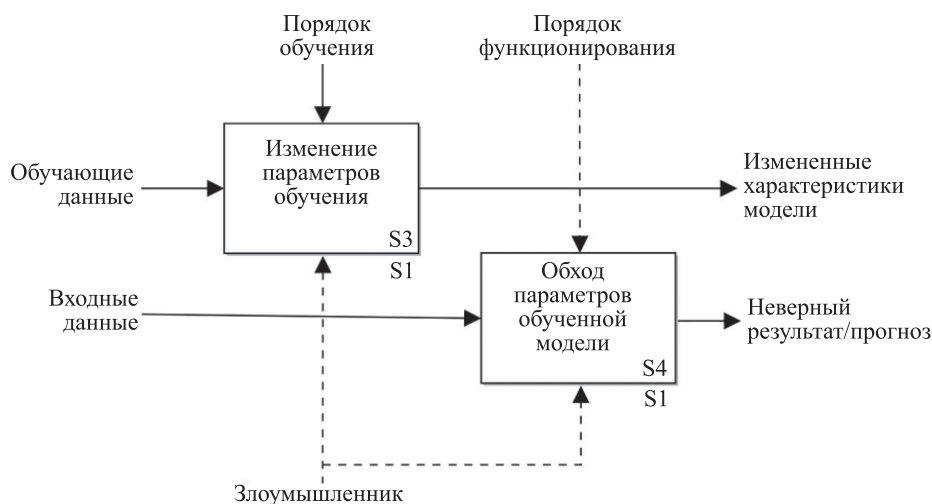 Порядок
обучения
Порядок
функционирования
Изменение
параметров
обучения
S3
S1
Обучающие
данные
Измененные
характеристики
модели
Обход
параметров
обученной
модели
S4
S1
Входные
данные
Неверный
результат/прогноз
Злоумышленник